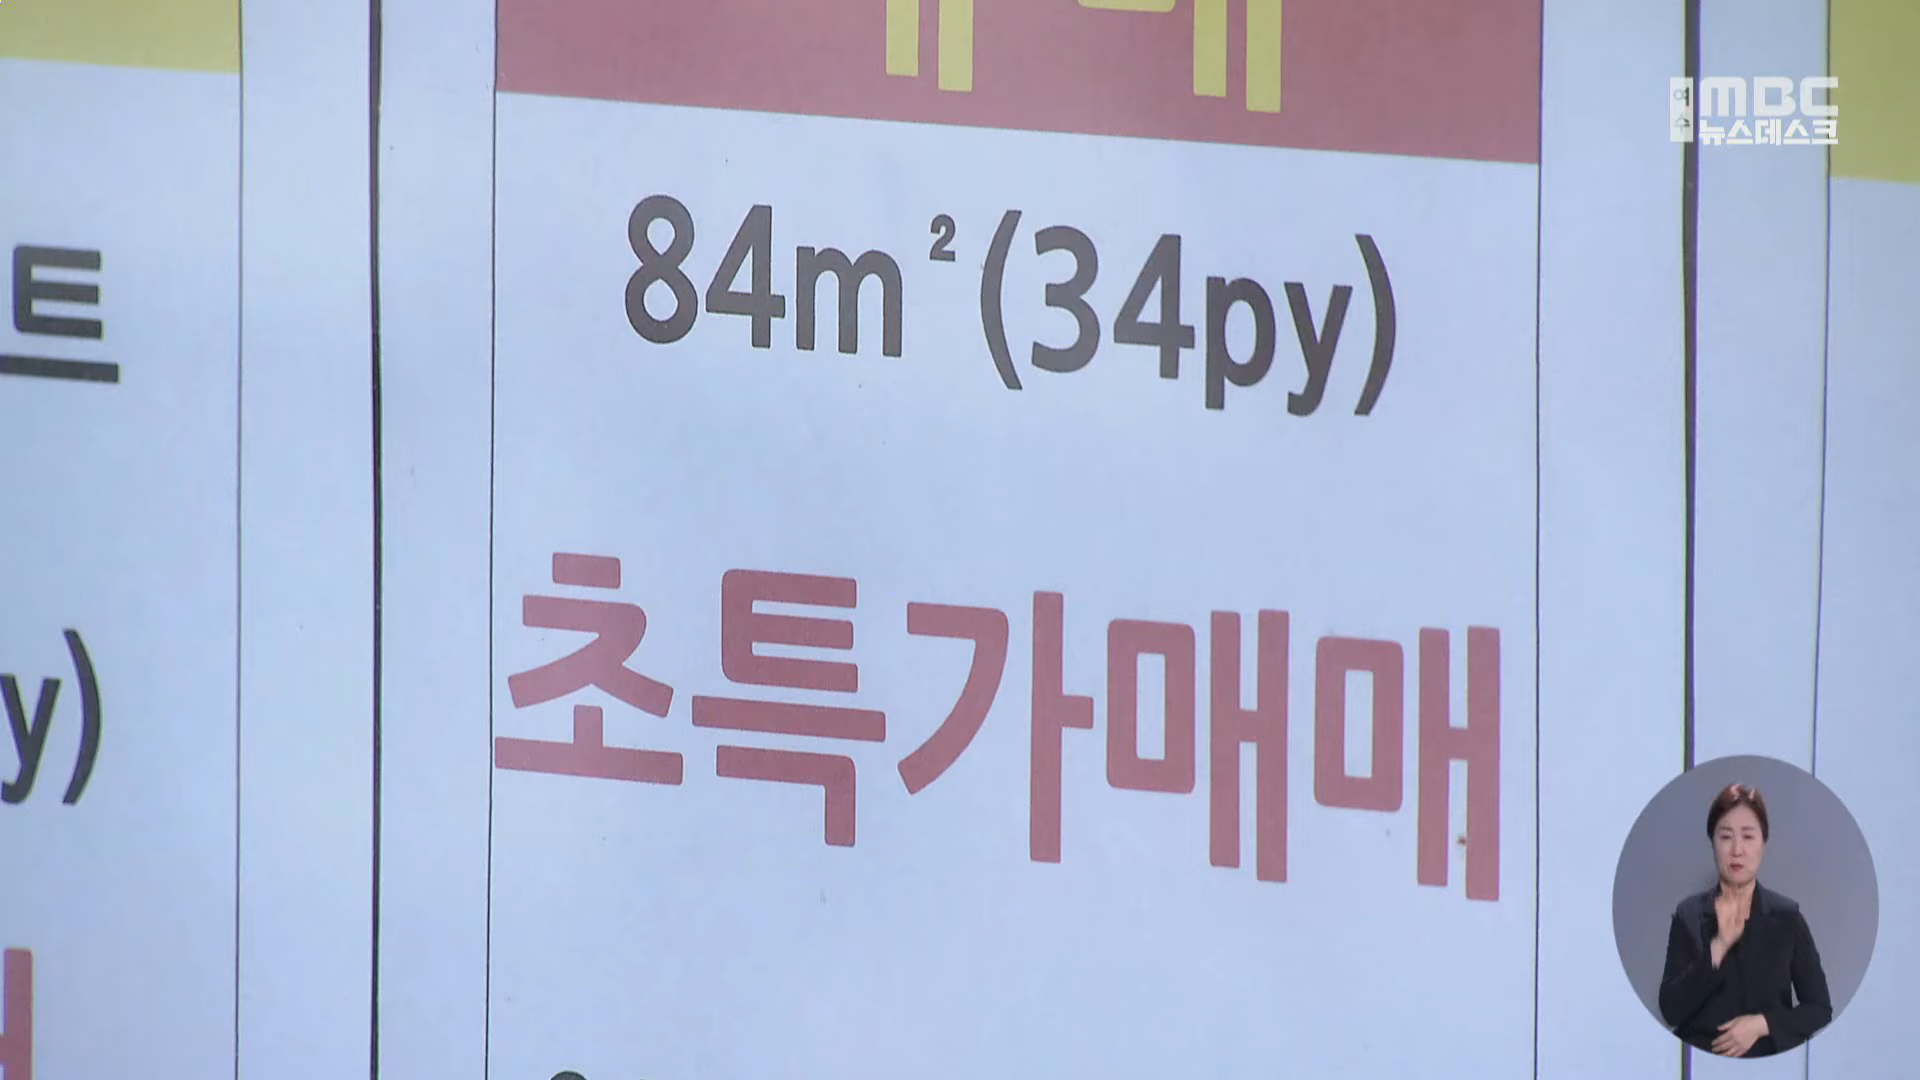 여수 MBC
뉴스데스크
84m²(34py)
트
초특가매매
y)